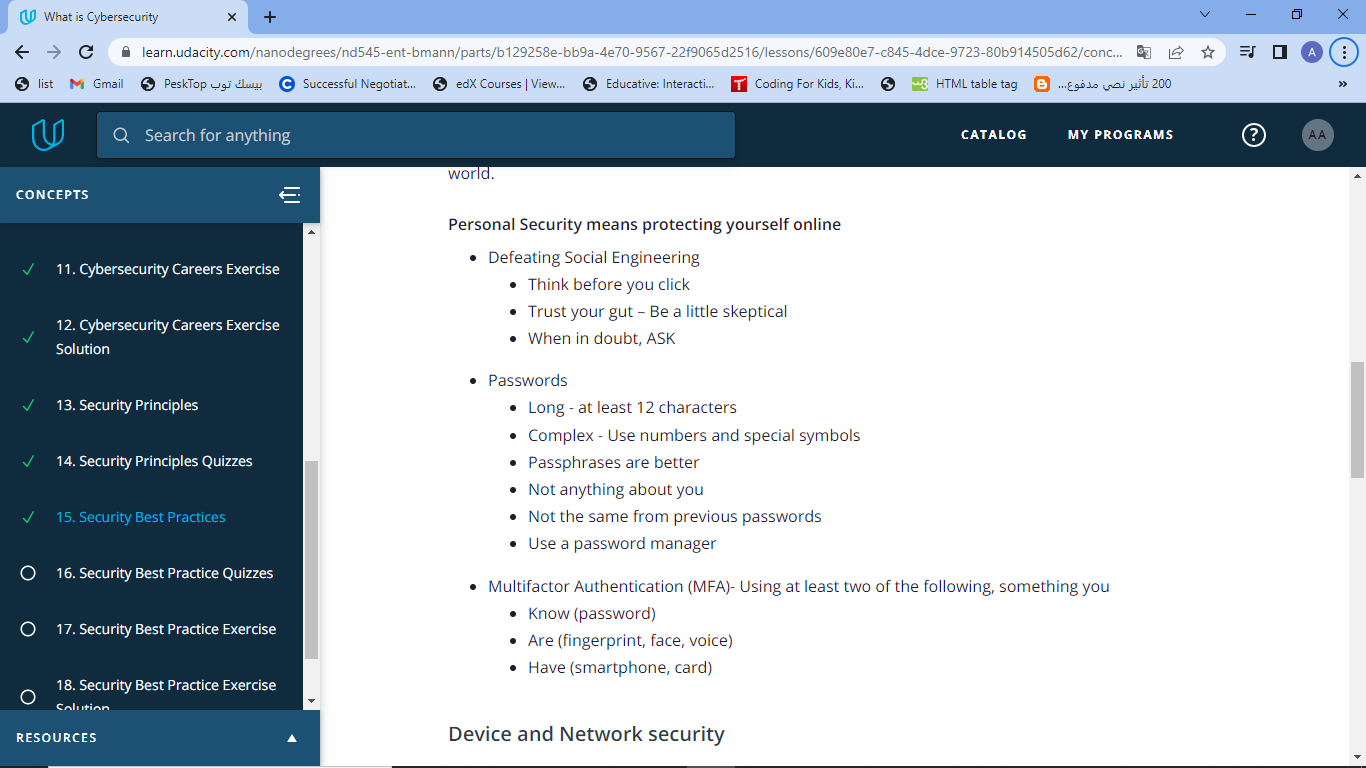 What is Cybersecurity
learn.udacity.com/nanodegrees/nd545-ent-bmann/parts/b129258e-bb9a-4e70-9567-22f9065d2516/lessons/609e80e7-c845-4dce-9723-80b914505d62/conc...
A
list
Gmail
PeskTop بيسك توب
Successful Negotiat...
edX Courses | View...
Educative: Interacti...
Coding For Kids, Ki...
HTML table tag
200 تأثير نصي مدفوع...
Search for anything
CATALOG
MY PROGRAMS
AA
CONCEPTS
11. Cybersecurity Careers Exercise
12. Cybersecurity Careers Exercise
Solution
13. Security Principles
14. Security Principles Quizzes
15. Security Best Practices
16. Security Best Practice Quizzes
17. Security Best Practice Exercise
18. Security Best Practice Exercise
Solution
RESOURCES
world.
Personal Security means protecting yourself online
Defeating Social Engineering
Think before you click
Trust your gut – Be a little skeptical
When in doubt, ASK
Passwords
Long - at least 12 characters
Complex - Use numbers and special symbols
Passphrases are better
Not anything about you
Not the same from previous passwords
Use a password manager
Multifactor Authentication (MFA)- Using at least two of the following, something you
Know (password)
Are (fingerprint, face, voice)
Have (smartphone, card)
Device and Network security